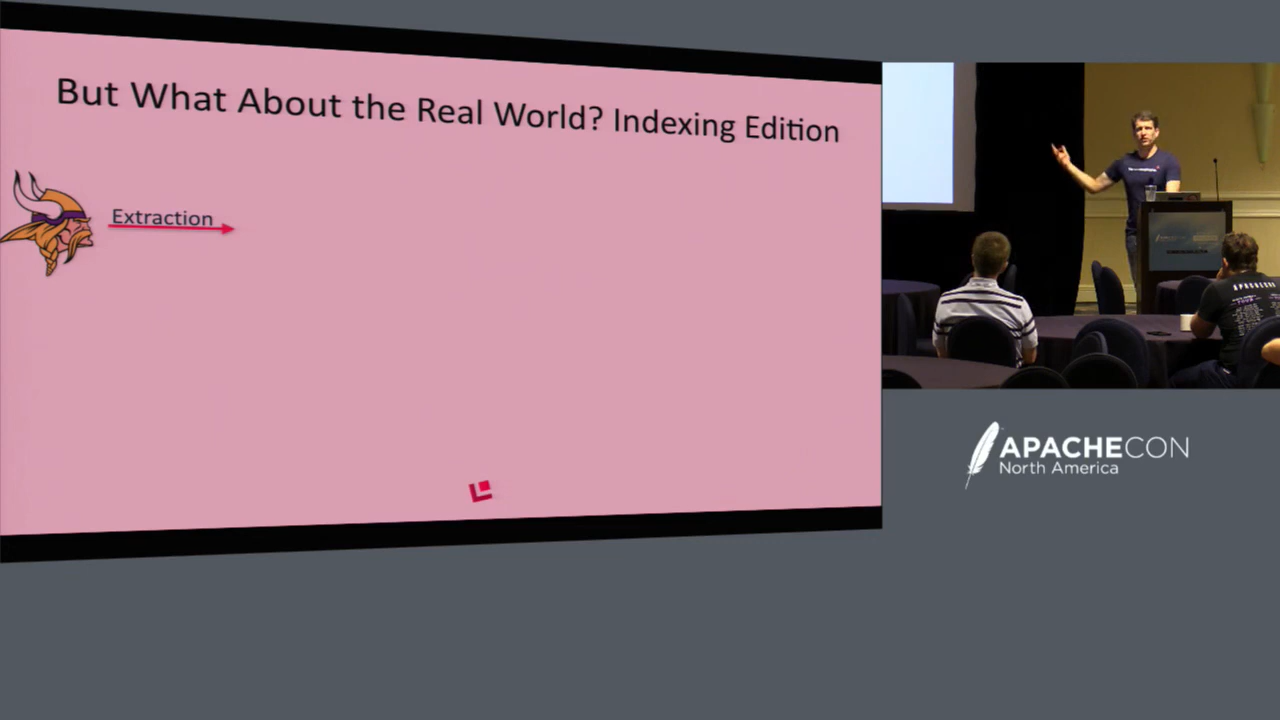 But What About the Real World? Indexing Edition
Extraction
APACHECON
North America